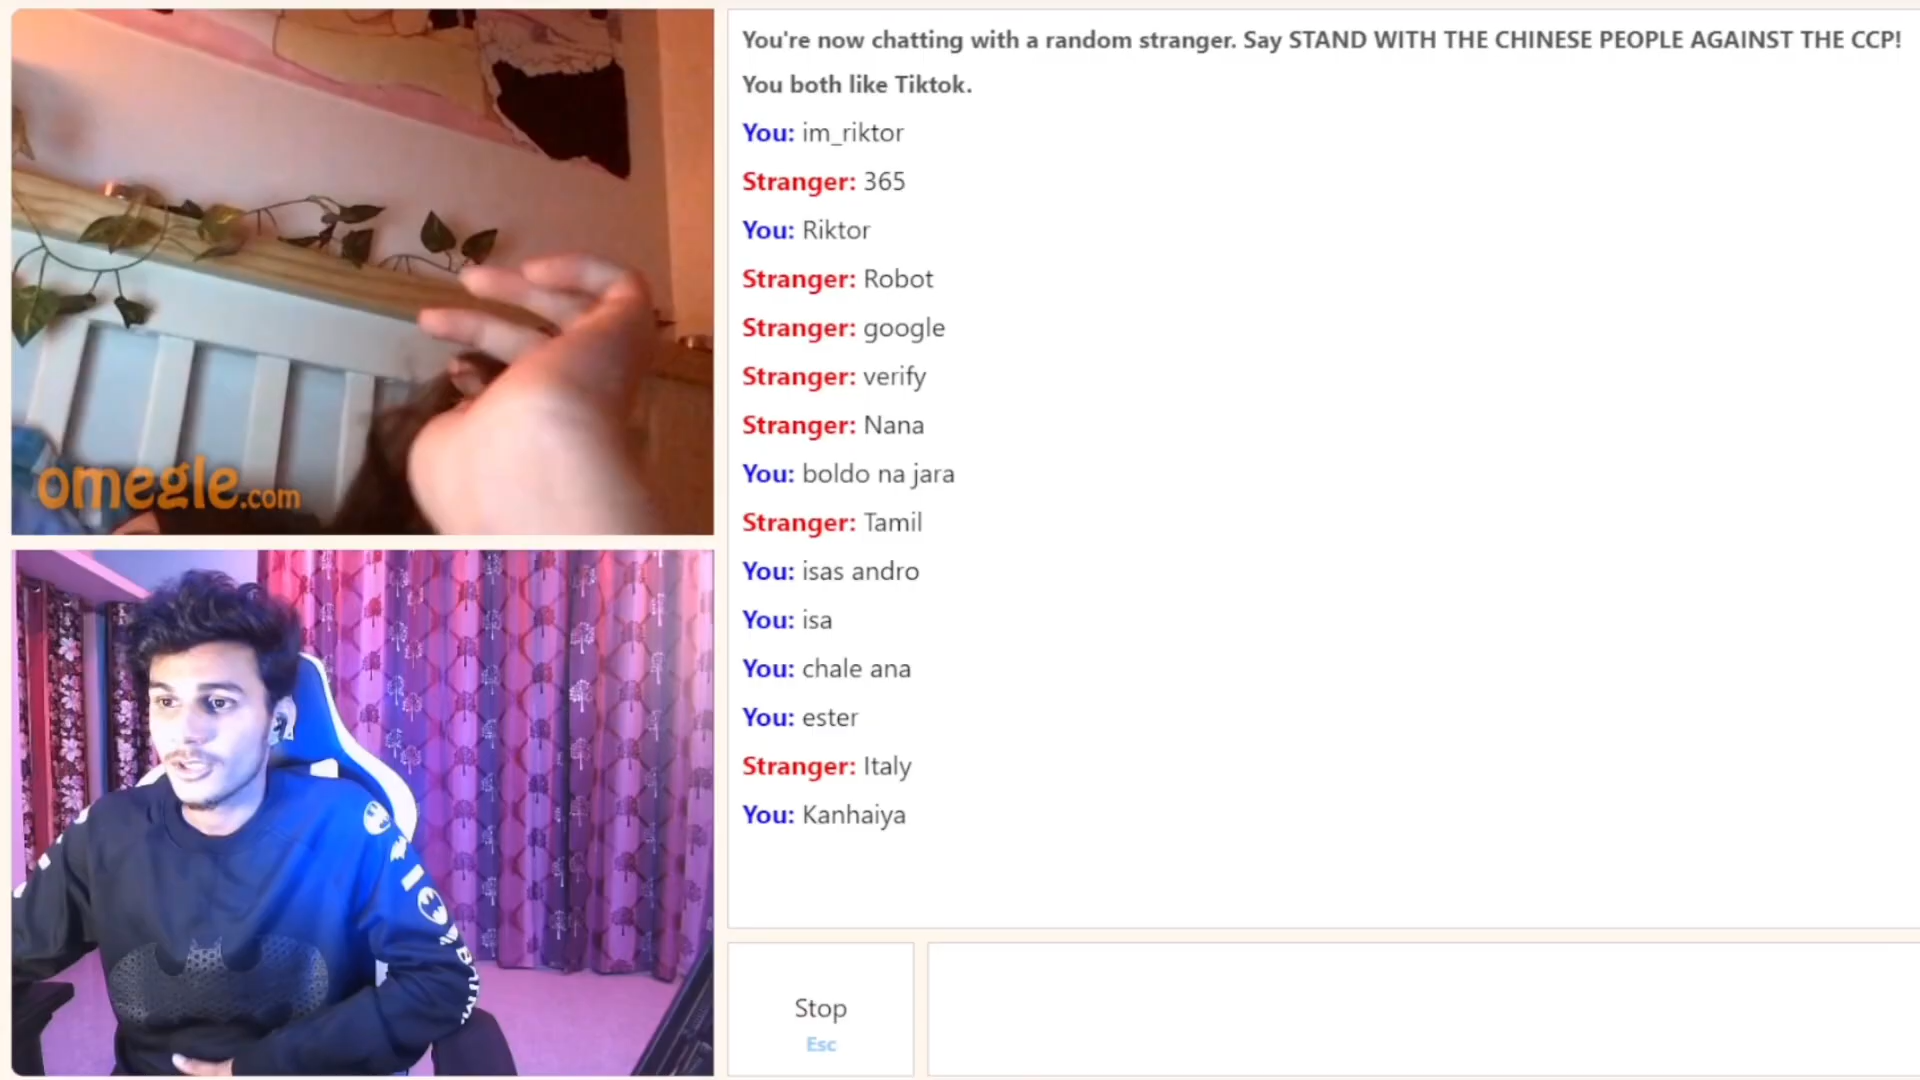 You're now chatting with a random stranger. Say STAND WITH THE CHINESE PEOPLE AGAINST THE CCP!
You both like Tiktok.
You: im_riktor
Stranger: 365
You: Riktor
Stranger: Robot
Stranger: google
Stranger: verify
Stranger: Nana
You: boldo na jara
Stranger: Tamil
You: isas andro
You: isa
You: chale ana
You: ester
Stranger: Italy
You: Kanhaiya
omegle.com
Stop
Esc